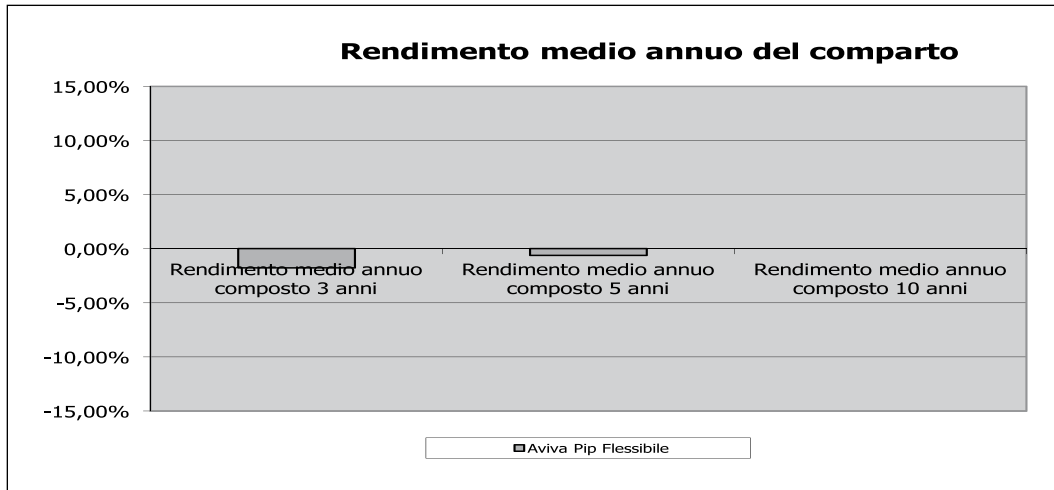 Rendimento medio annuo del comparto
15,00%
10,00%
5,00%
0,00%
-5,00%
-10,00%
-15,00%
Rendimento medio annuo
composto 3 anni
Rendimento medio annuo
composto 5 anni
Rendimento medio annuo
composto 10 anni
Aviva Pip Flessibile